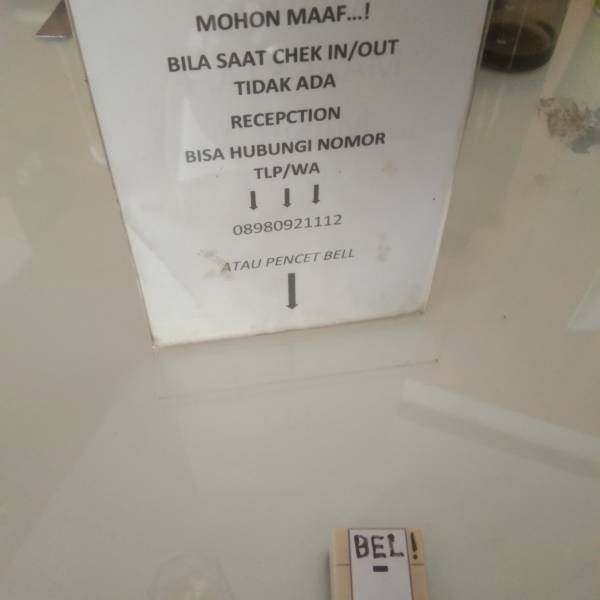 MOHON MAAF...!
BILA SAAT CHEK IN/OUT
TIDAK ADA
RECEPCTION
BISA HUBUNGI NOMOR
TLP/WA
08980921112
ATAU PENCET BELL
BEL!